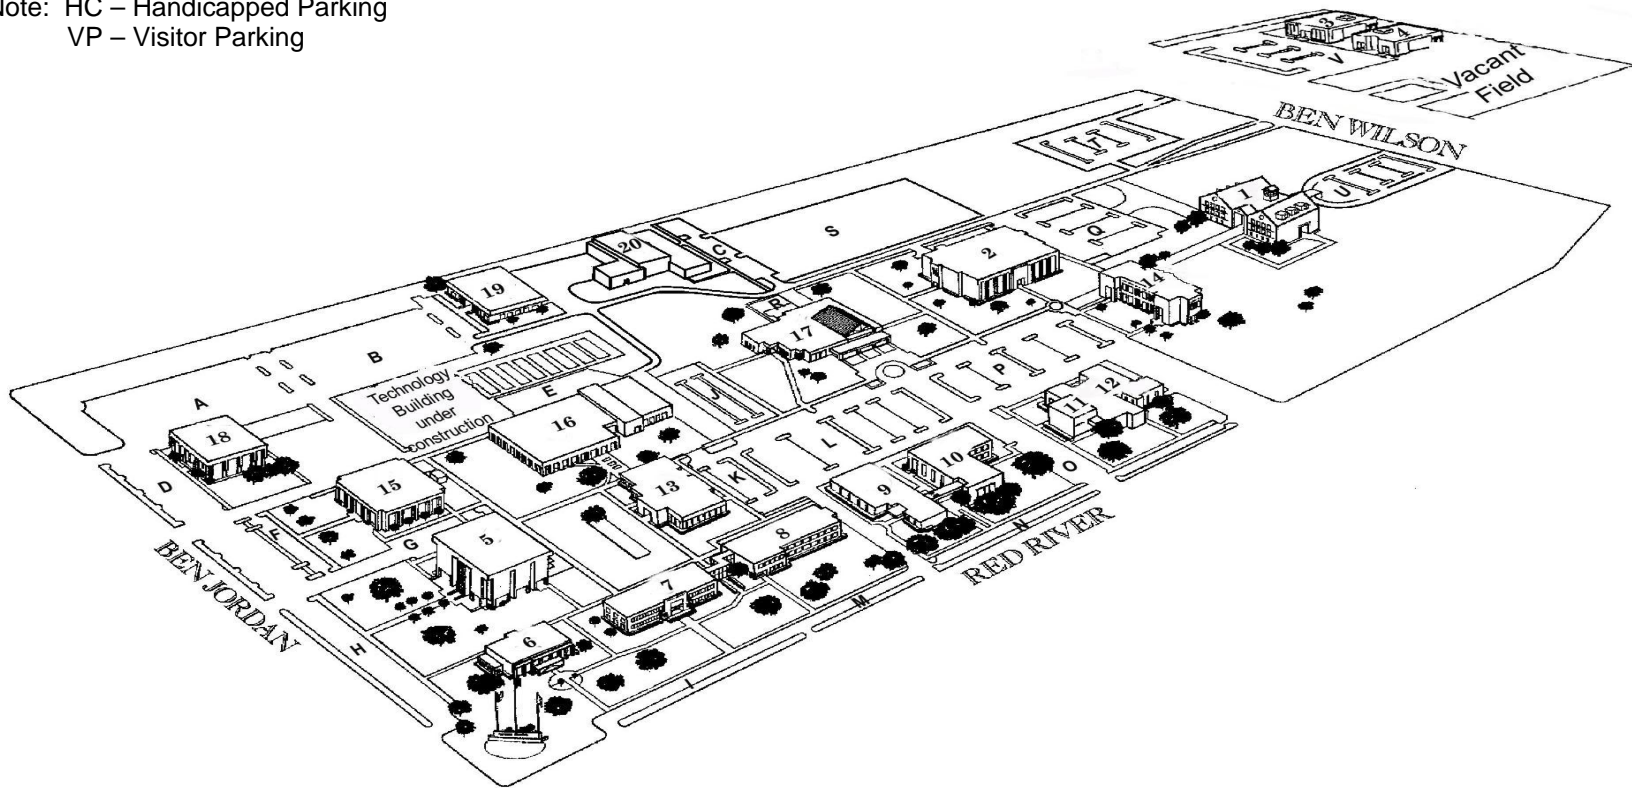 Note: HC – Handicapped Parking
VP – Visitor Parking
3
4
V
Vacant
Field
BEN WILSON
1
U
Q
S
2
20
C
19
R
17
B
A
Technology
Building
under
construction
E
J
P
12
11
18
16
L
K
10
O
D
15
13
9
N
F
G
5
8
RED RIVER
BEN JORDAN
7
M
6
H
I